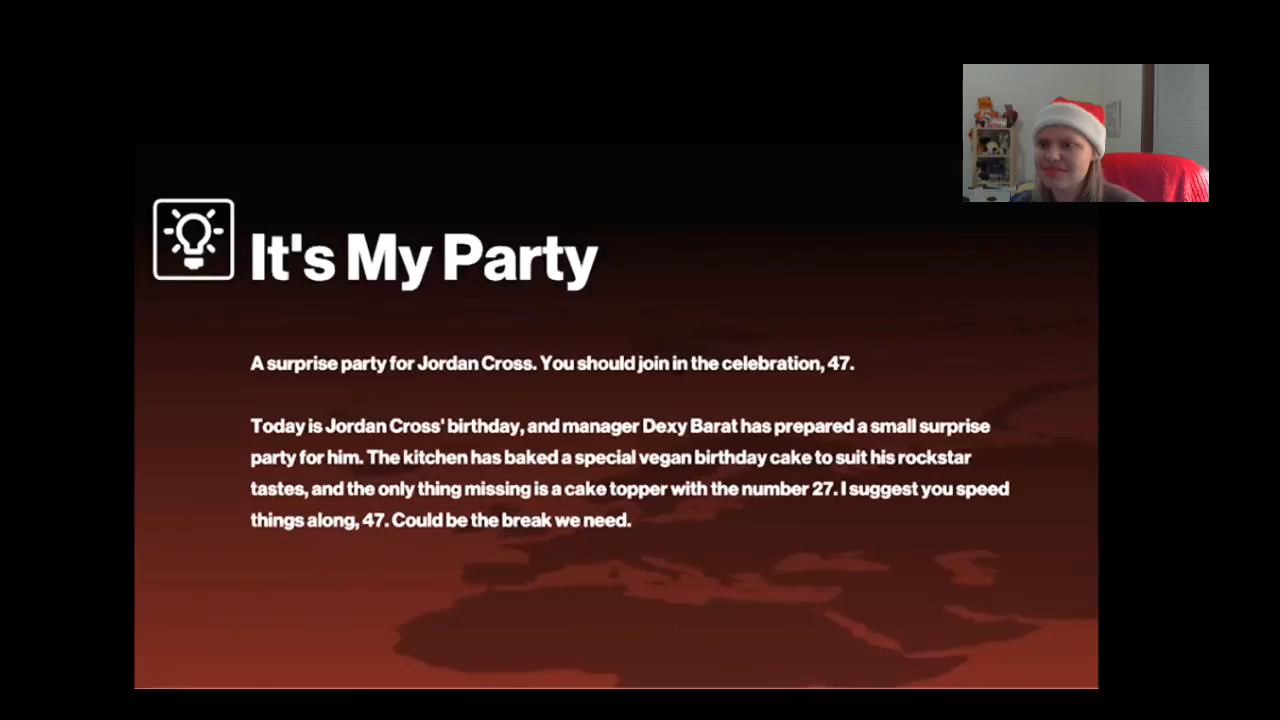 It's My Party
A surprise party for Jordan Cross. You should join in the celebration, 47.
Today is Jordan Cross' birthday, and manager Dexy Barat has prepared a small surprise
party for him. The kitchen has baked a special vegan birthday cake to suit his rockstar
tastes, and the only thing missing is a cake topper with the number 27. I suggest you speed
things along, 47. Could be the break we need.